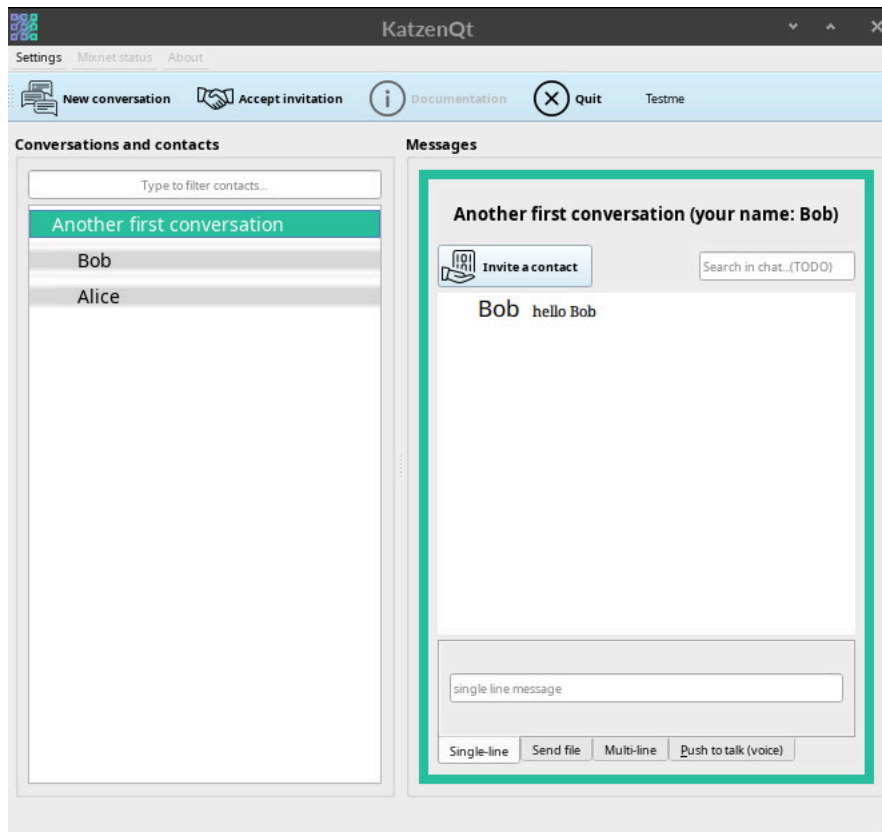 KatzenQt
Settings Mixnet status About
New conversation Accept invitation Documentation Quit Testme
Conversations and contacts
Type to filter contacts...
Another first conversation
Bob
Alice
Messages
Another first conversation (your name: Bob)
Invite a contact
Search in chat...(TODO)
Bob hello Bob
single line message
Single-line Send file Multi-line Push to talk (voice)